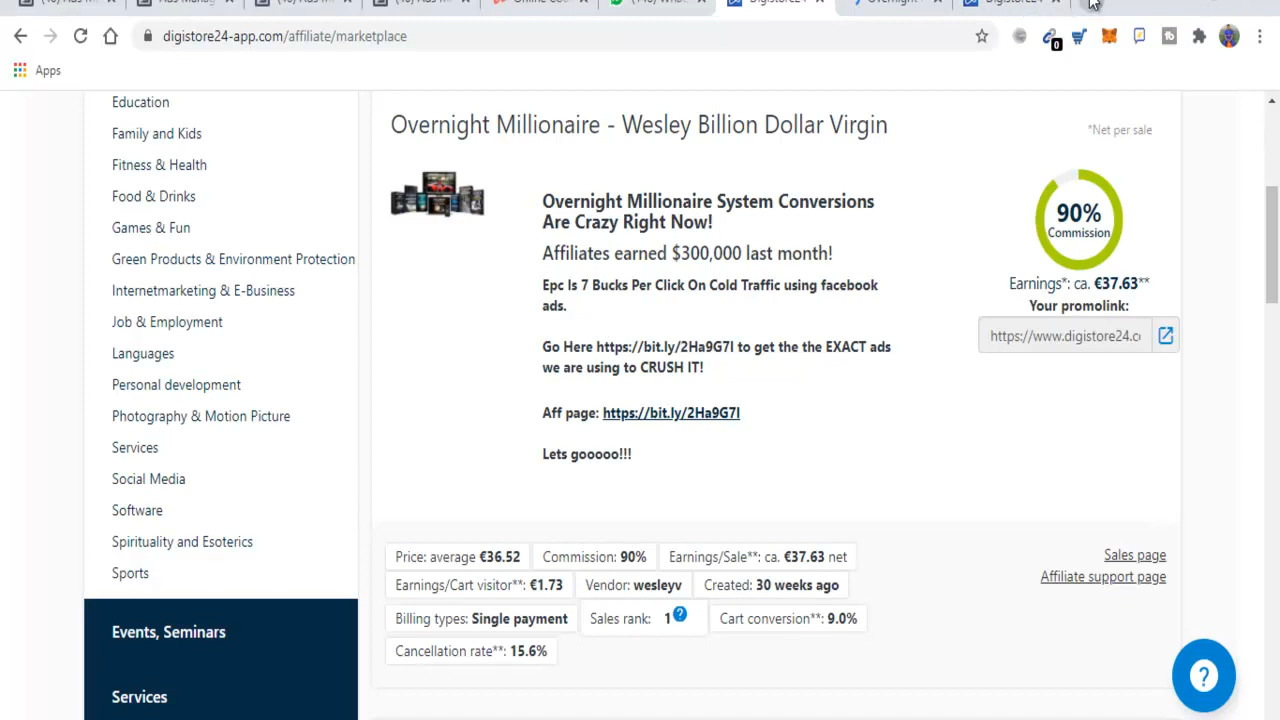 digistore24-app.com/affiliate/marketplace
0
Apps
Education
Family and Kids
Fitness & Health
Food & Drinks
Games & Fun
Green Products & Environment Protection
Internetmarketing & E-Business
Job & Employment
Languages
Personal development
Photography & Motion Picture
Services
Social Media
Software
Spirituality and Esoterics
Sports
Events, Seminars
Services
Overnight Millionaire - Wesley Billion Dollar Virgin
*Net per sale
Overnight Millionaire System Conversions
Are Crazy Right Now!
Affiliates earned $300,000 last month!
Epc Is 7 Bucks Per Click On Cold Traffic using facebook
ads.
Go Here https://bit.ly/2Ha9G7I to get the the EXACT ads
we are using to CRUSH IT!
Aff page: https://bit.ly/2Ha9G7I
Lets gooooo!!!
90%
Commission
Earnings*: ca. €37.63**
Your promolink:
https://www.digistore24.c
Price: average €36.52
Commission: 90%
Earnings/Sale**: ca. €37.63 net
Earnings/Cart visitor**: €1.73
Vendor: wesleyv
Created: 30 weeks ago
Billing types: Single payment
Sales rank: 1
Cart conversion**: 9.0%
Cancellation rate**: 15.6%
Sales page
Affiliate support page